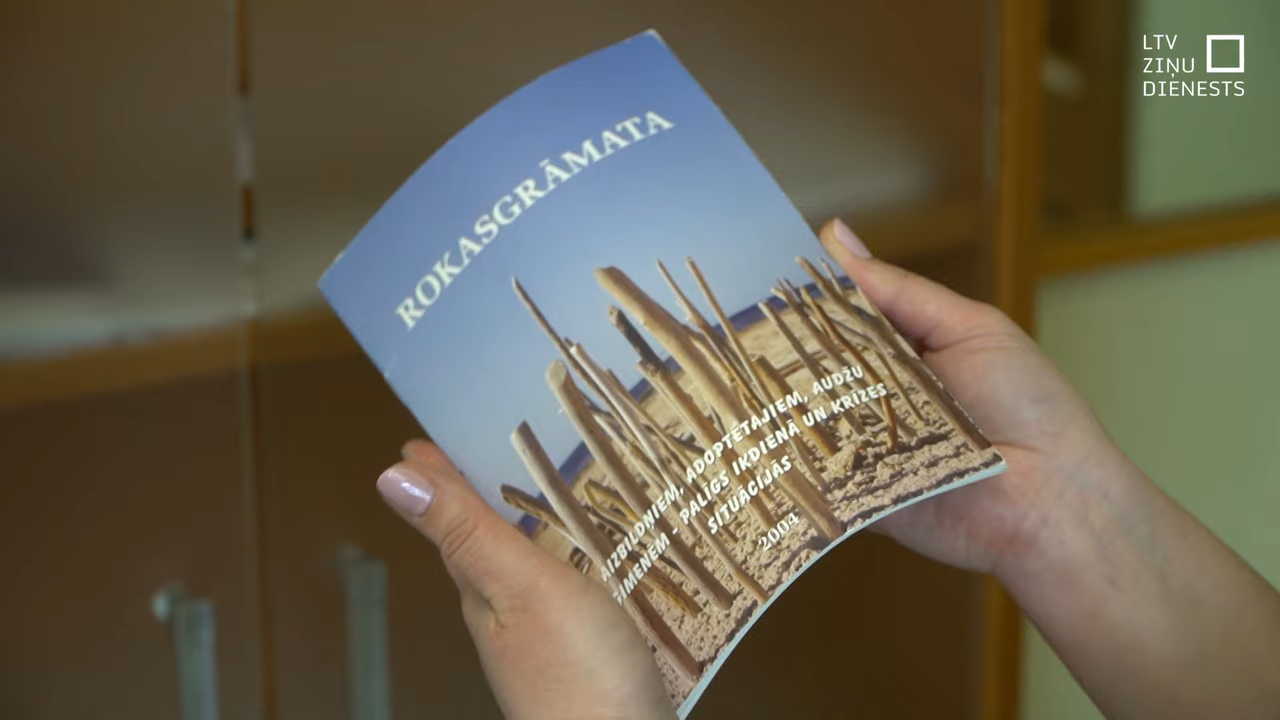 LTV
ZIŅU
DIENESTS
ROKASGRĀMATA
AIZBILDŅIEM, ADOPTĒTĀJIEM, AUDŽU
ĢIMENĒM - PALĪGS IKDIENĀ UN KRĪZES
SITUĀCIJĀS
2004